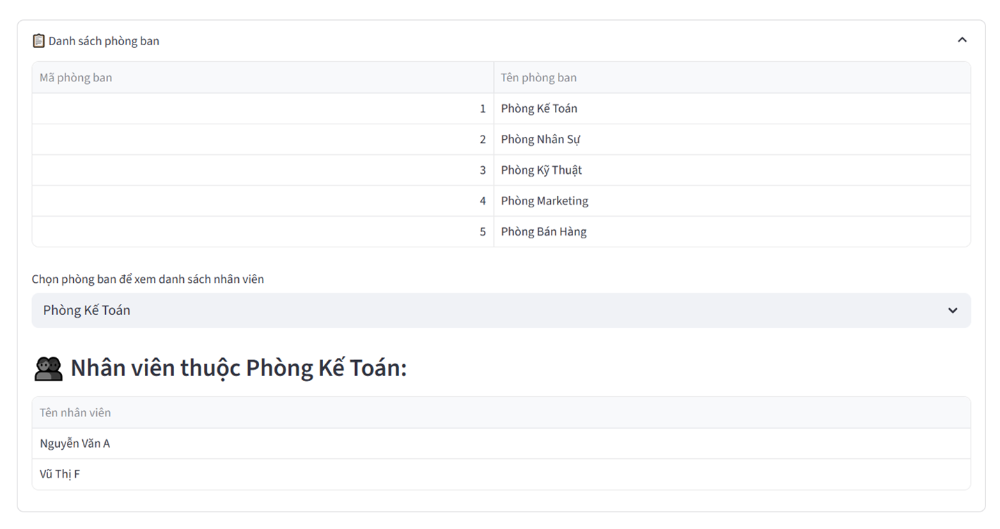 Danh sách phòng ban
Mã phòng ban Tên phòng ban
1 Phòng Kế Toán
2 Phòng Nhân Sự
3 Phòng Kỹ Thuật
4 Phòng Marketing
5 Phòng Bán Hàng
Chọn phòng ban để xem danh sách nhân viên
Phòng Kế Toán
Nhân viên thuộc Phòng Kế Toán:
Tên nhân viên
Nguyễn Văn A
Vũ Thị F